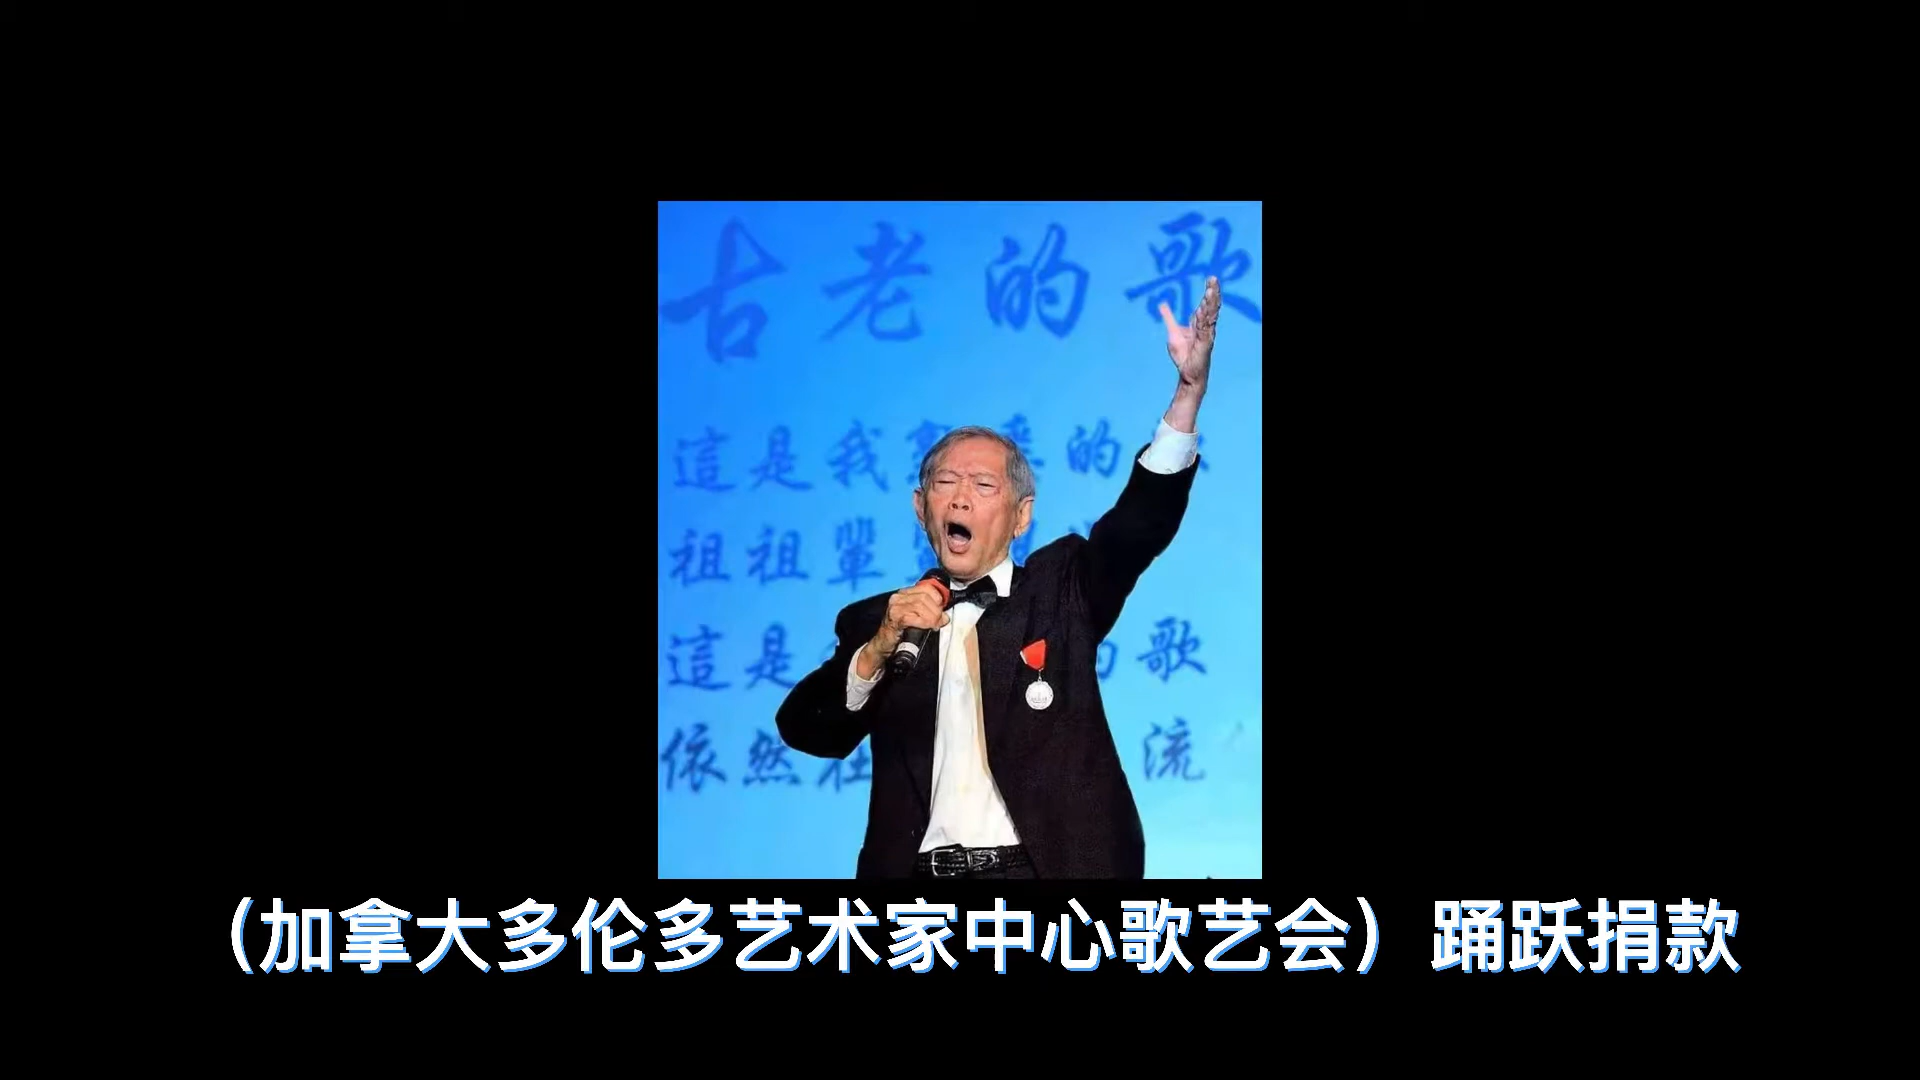 古老的歌
這是我 的
祖祖輩
這是 歌
依然在 流
（加拿大多伦多艺术家中心歌艺会）踊跃捐款